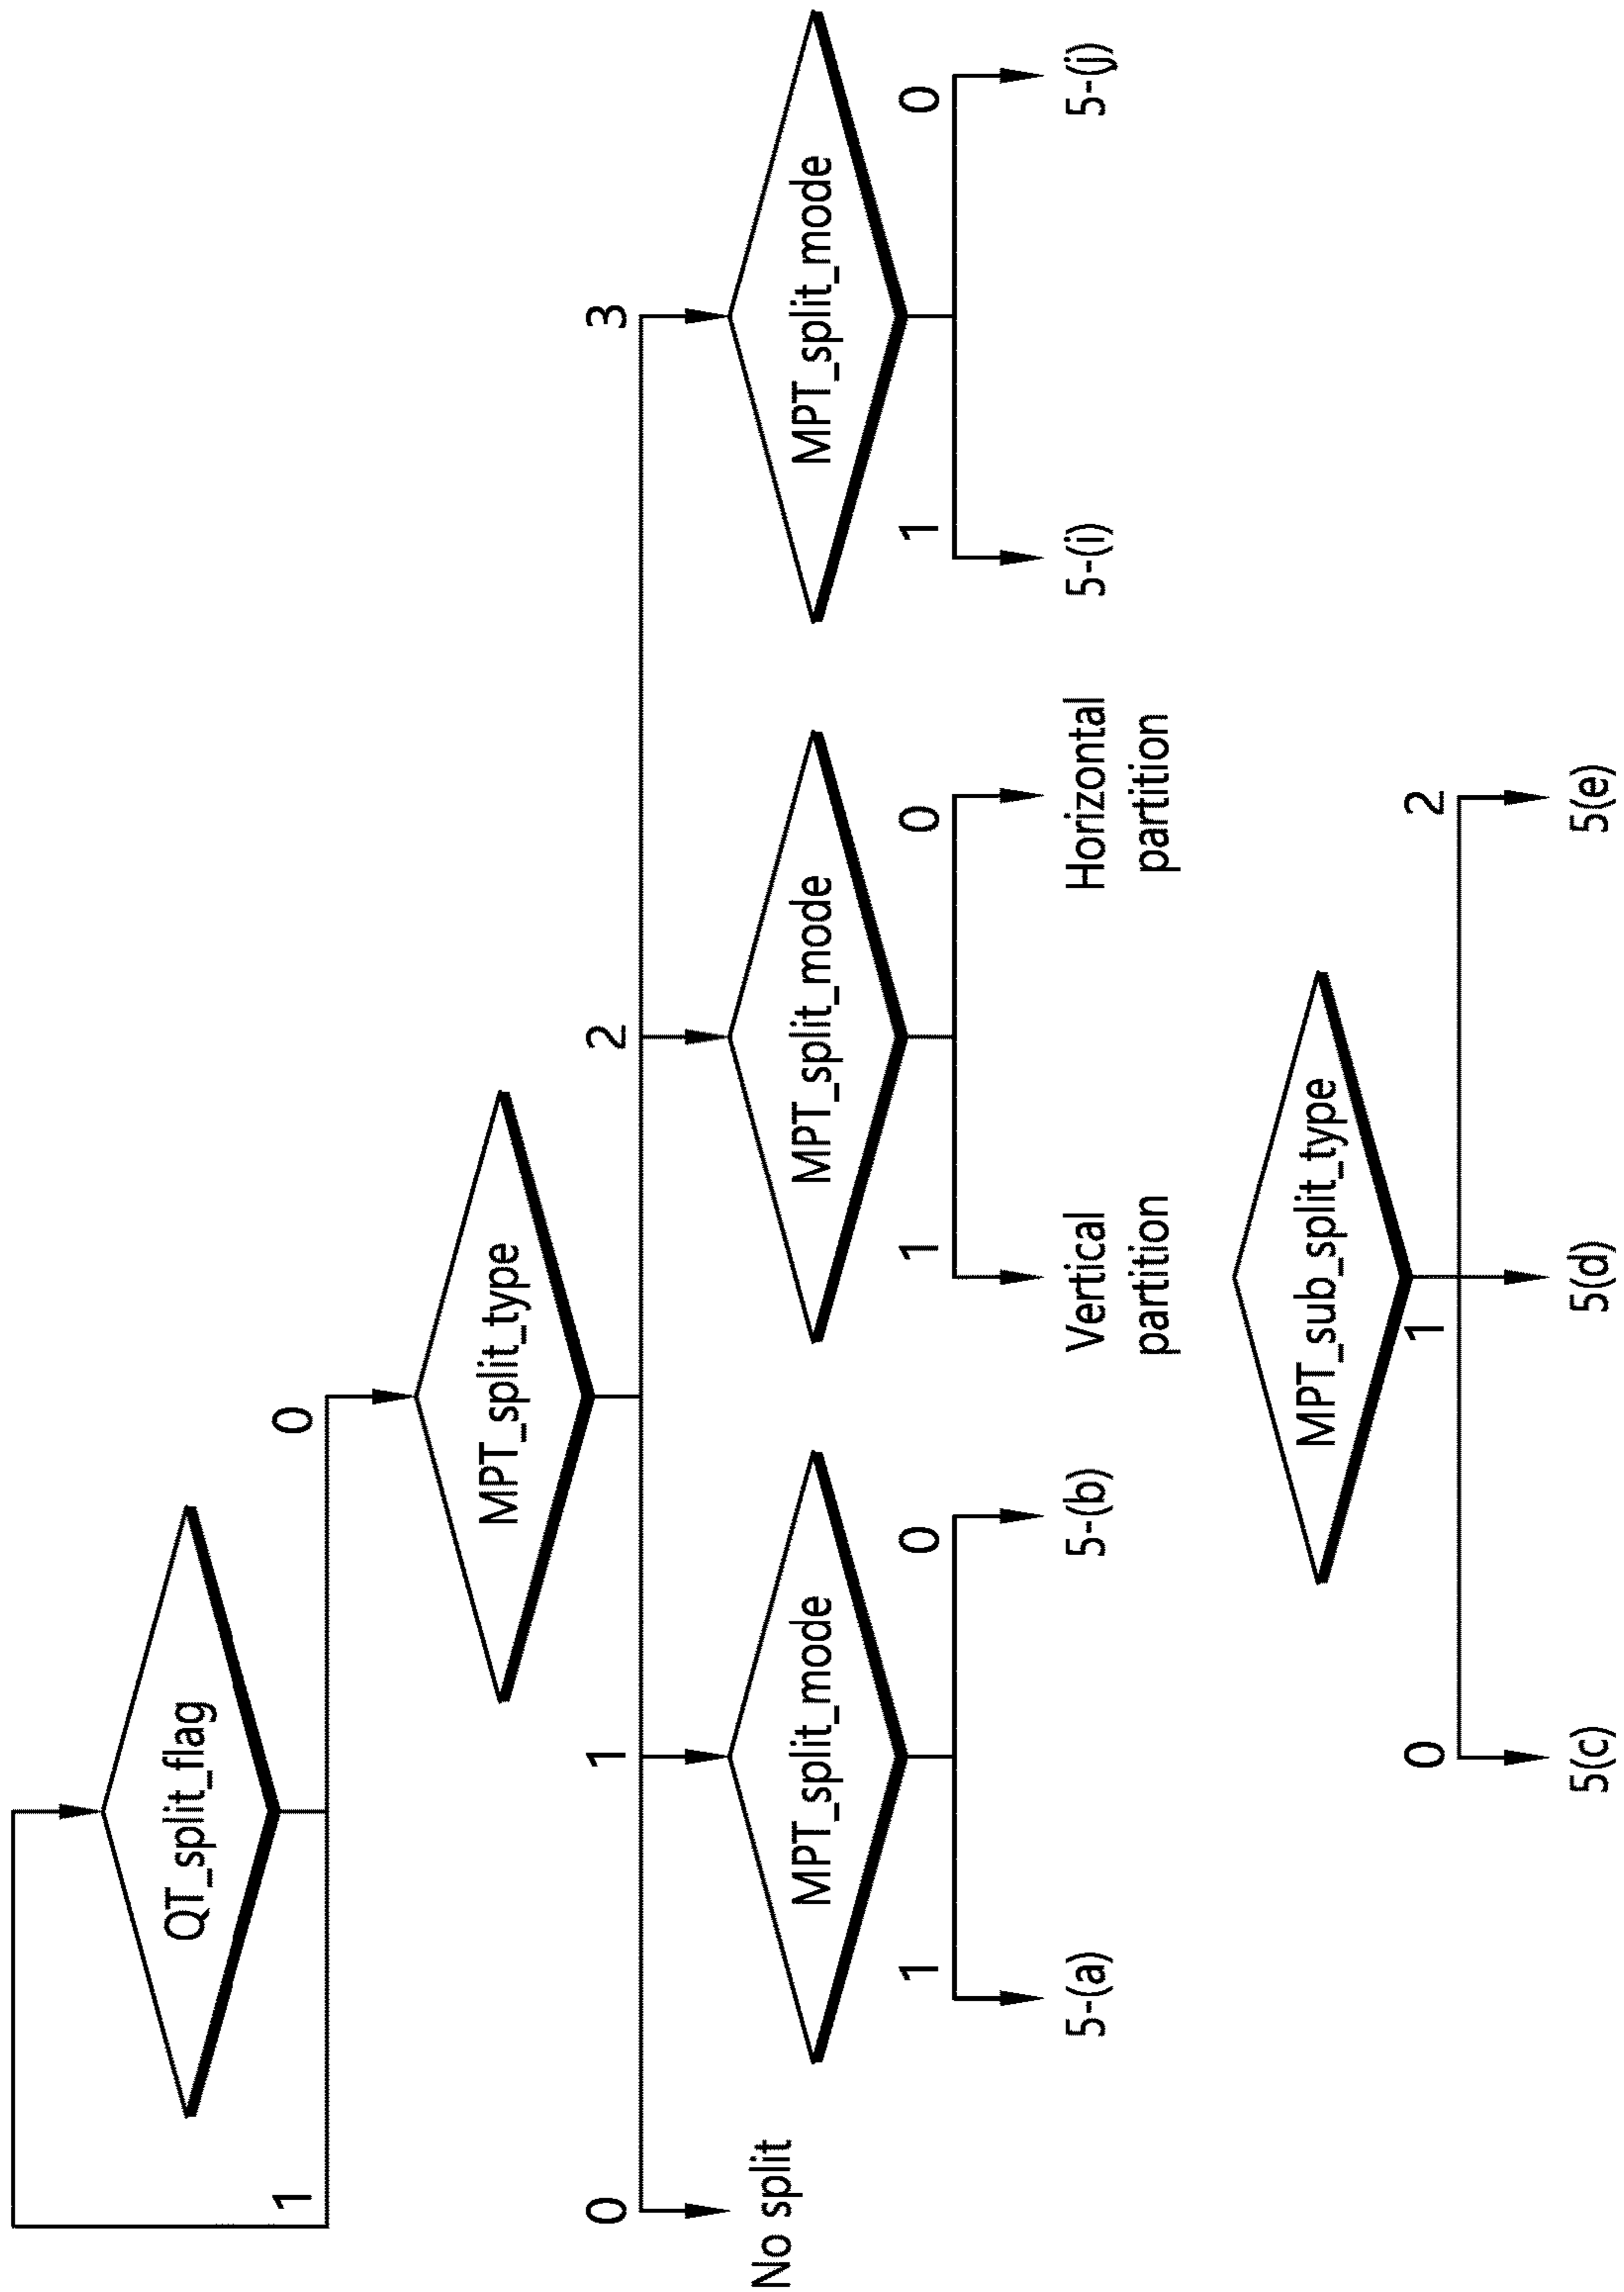 QT_split_flag
1
0
MPT_split_type
0
1
2
3
No split
MPT_split_mode
MPT_split_mode
MPT_split_mode
1
0
1
0
1
0
5-(a)
5-(b)
Vertical
partition
Horizontal
partition
5-(i)
5-(j)
MPT_sub_split_type
0
1
2
5(c)
5(d)
5(e)